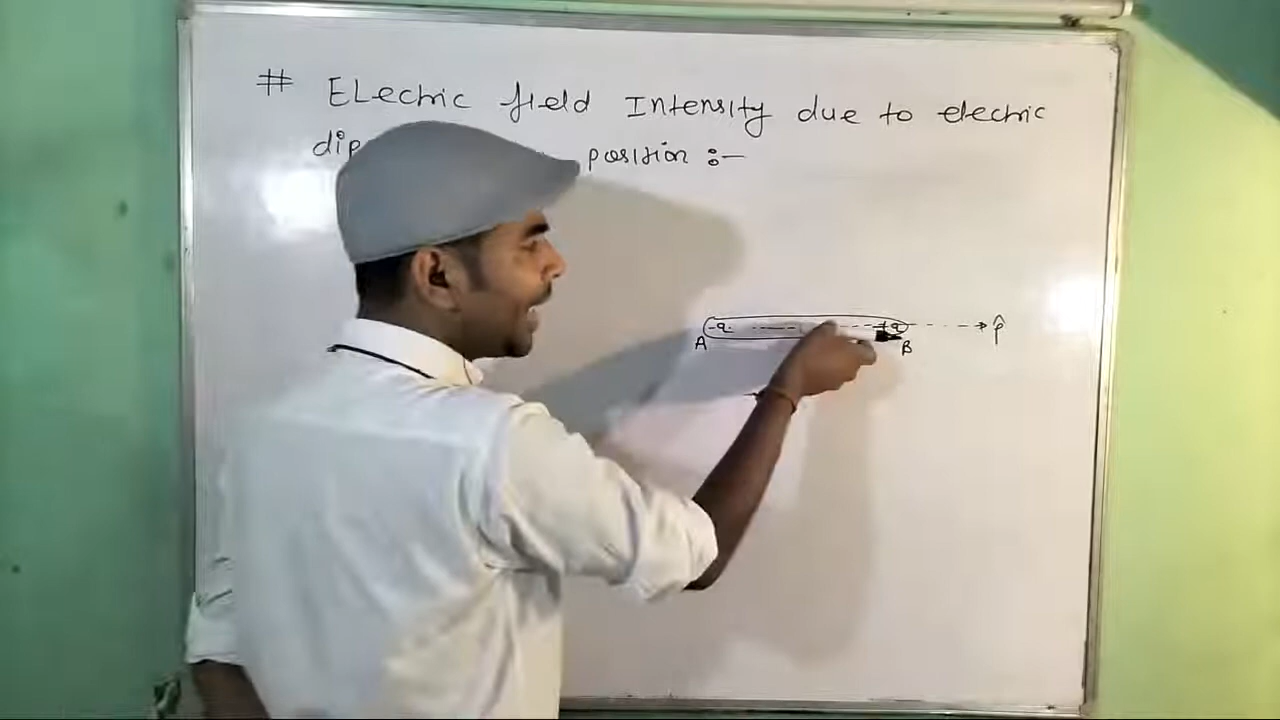 # Electric field Intensity due to electric
dip position :-
-q +q p̂
A B